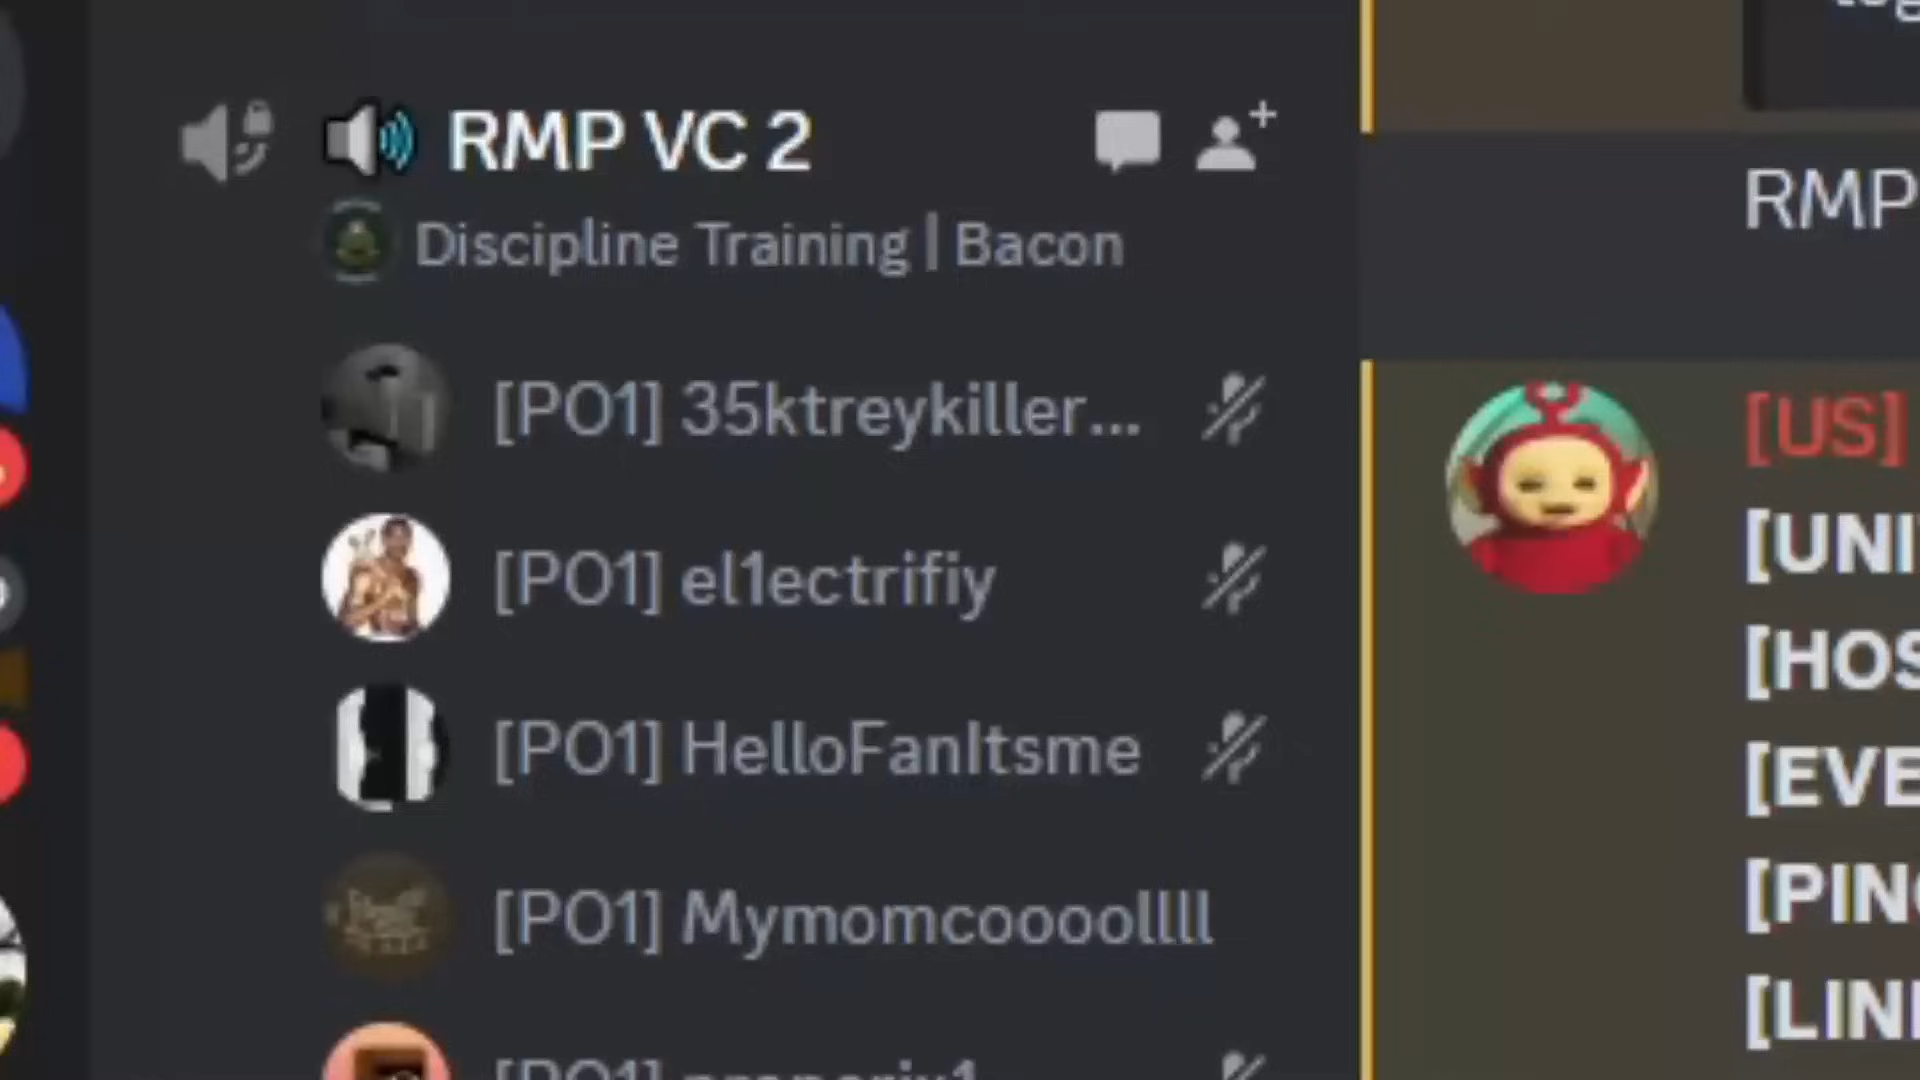 RMP VC 2
Discipline Training | Bacon
[PO1] 35ktreykiller...
[PO1] el1ectrifiy
[PO1] HelloFanItsme
[PO1] Mymomcoooollll
[PO1]
RMP
[US]
[UNI
[HOS
[EVE
[PIN
[LIN